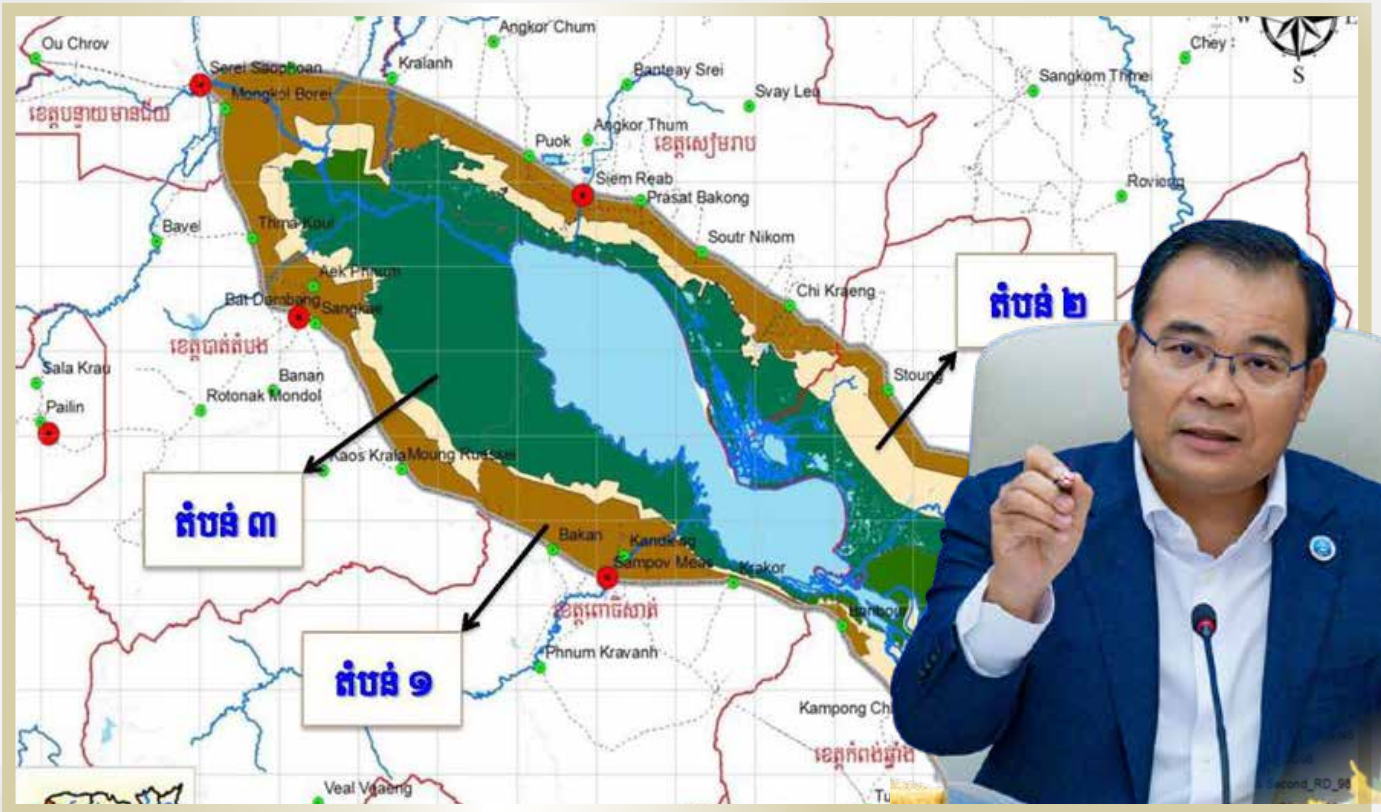 Angkor Chum
Ou Chrov
Chey
S
Serei Saophoan
Kralanh
Banteay Srei
Sangkom Thmei
Svay Leu
ខេត្តបន្ទាយមានជ័យ
Mongkol Borei
Puok
Angkor Thum
ខេត្តសៀមរាប
Siem Reab
Prasat Bakong
Rovieng
Bavel
Thma Koul
Soutr Nikom
Aek Phnum
Chi Kraeng
តំបន់ ២
Bat Dambang
Sangkae
ខេត្តបាត់តំបង
Sala Krau
Banan
Stoung
Rotonak Mondol
Pailin
Kaos Krala
Moung Ruessei
តំបន់ ៣
Bakan
Sampov Meas
Krakor
ខេត្តពោធិ៍សាត់
Phnum Kravanh
តំបន់ ១
Kampong Ch
ខេត្តកំពង់ឆ្នាំង
Tu
Veal Veaeng
Second_RD_98